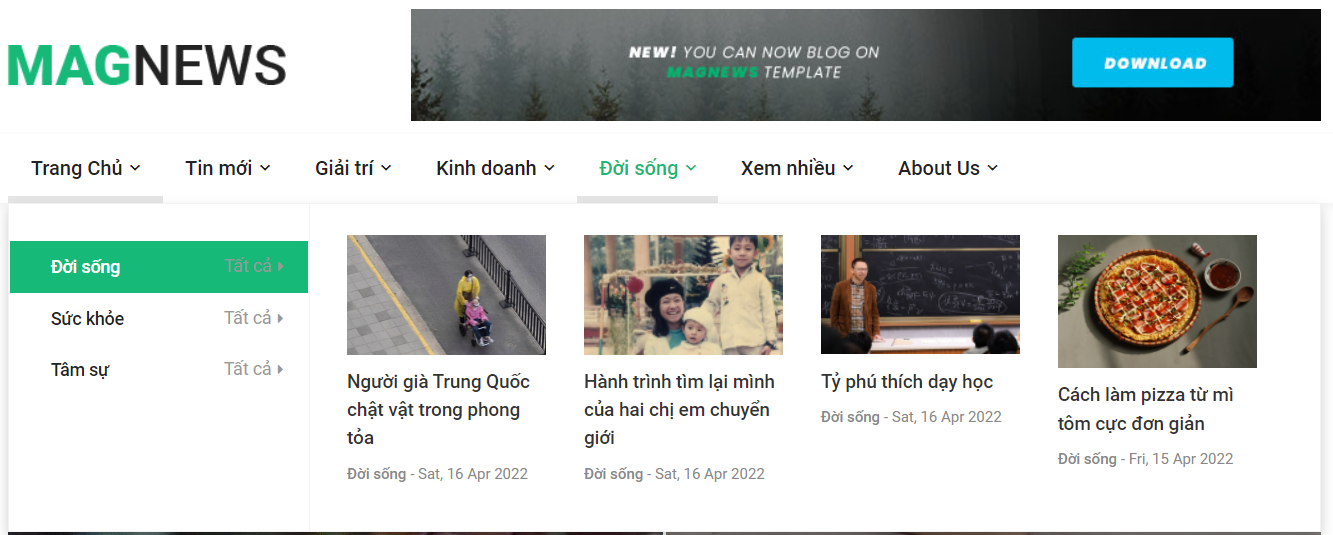 MAGNEWS
NEW! YOU CAN NOW BLOG ON
MAGNEWS TEMPLATE
DOWNLOAD
Trang Chủ
Tin mới
Giải trí
Kinh doanh
Đời sống
Xem nhiều
About Us
Đời sống Tất cả
Sức khỏe Tất cả
Tâm sự Tất cả
Người già Trung Quốc
chật vật trong phong
tỏa
Đời sống - Sat, 16 Apr 2022
Hành trình tìm lại mình
của hai chị em chuyển
giới
Đời sống - Sat, 16 Apr 2022
Tỷ phú thích dạy học
Đời sống - Sat, 16 Apr 2022
Cách làm pizza từ mì
tôm cực đơn giản
Đời sống - Fri, 15 Apr 2022